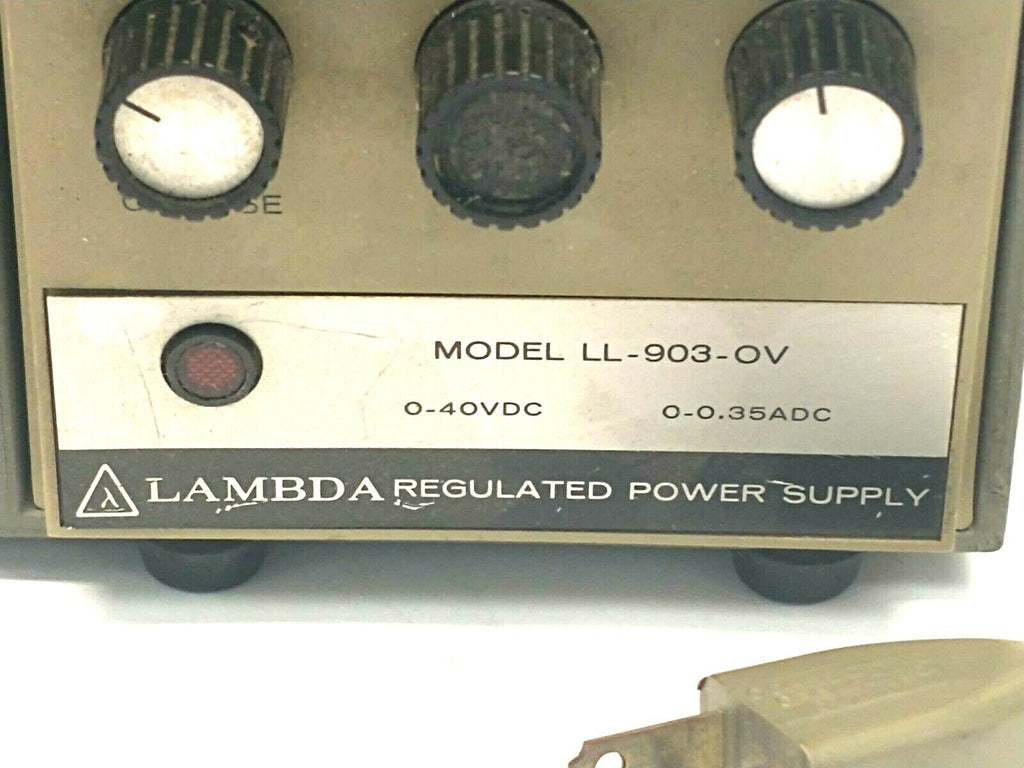 MODEL LL-903-OV
0-40VDC 0-0.35ADC
λ LAMBDA REGULATED POWER SUPPLY